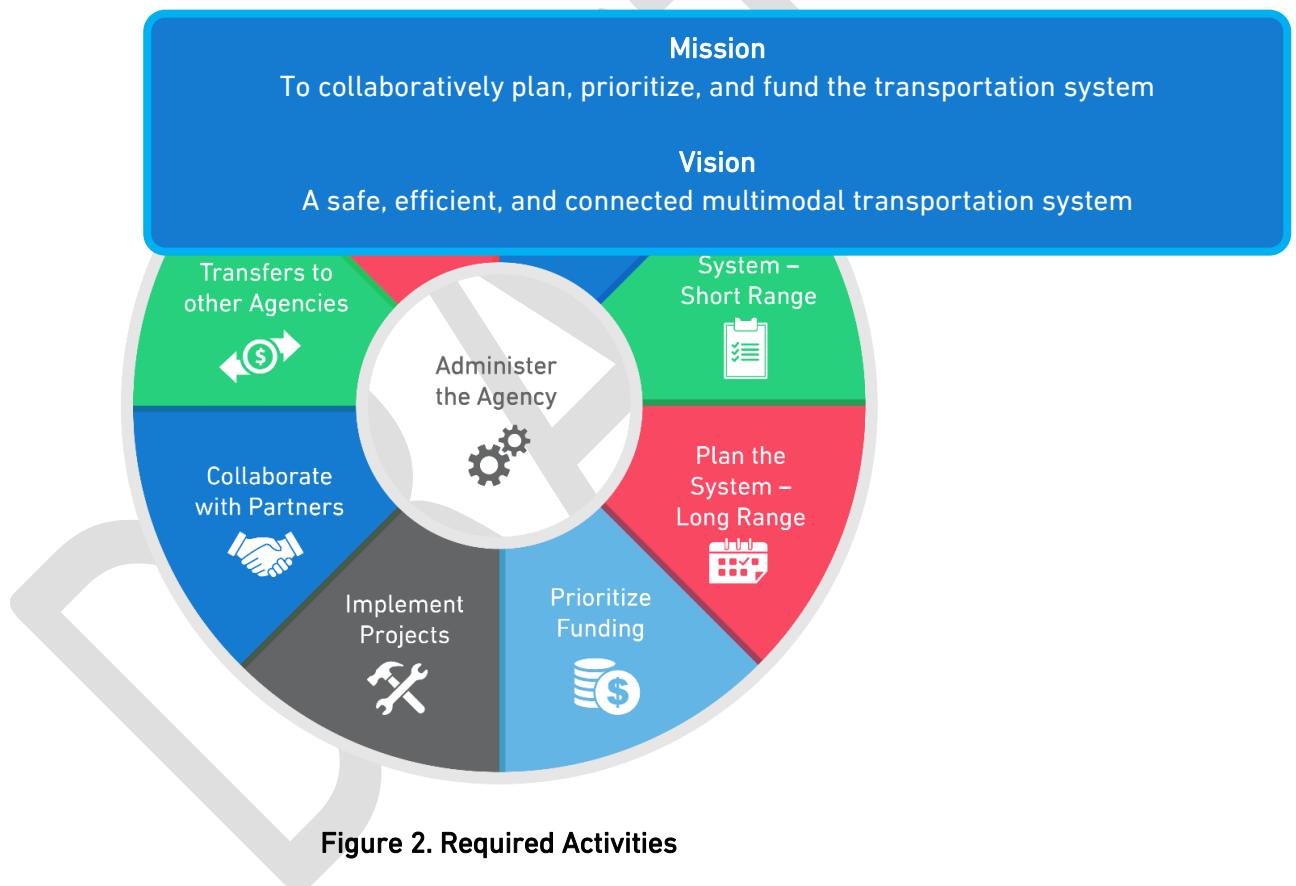 Mission
To collaboratively plan, prioritize, and fund the transportation system
Vision
A safe, efficient, and connected multimodal transportation system
Transfers to
other Agencies
System –
Short Range
Administer
the Agency
Plan the
System –
Long Range
Collaborate
with Partners
Implement
Projects
Prioritize
Funding
Figure 2. Required Activities